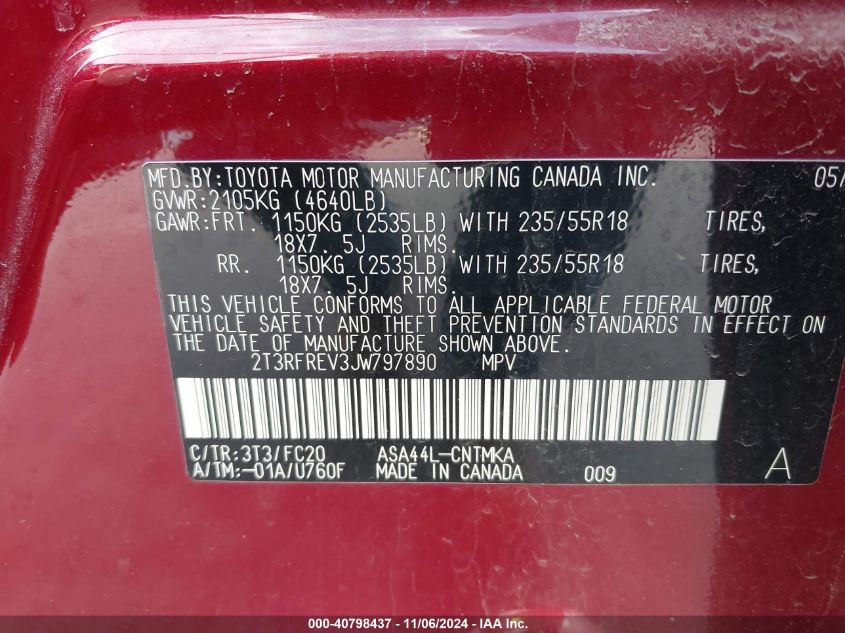 MFD.BY:TOYOTA MOTOR MANUFACTURING CANADA INC. 05/
GVWR:2105KG (4640LB)
GAWR:FRT. 1150KG (2535LB) WITH 235/55R18 TIRES,
18X7. 5J RIMS.
RR. 1150KG (2535LB) WITH 235/55R18 TIRES,
18X7. 5J RIMS.
THIS VEHICLE CONFORMS TO ALL APPLICABLE FEDERAL MOTOR
VEHICLE SAFETY AND THEFT PREVENTION STANDARDS IN EFFECT ON
THE DATE OF MANUFACTURE SHOWN ABOVE.
2T3RFREV3JW797890 MPV
C/TR:3T3/FC20 ASA44L-CNTMKA
A/TM:-01A/U760F MADE IN CANADA 009 A
000-40798437 - 11/06/2024 - IAA Inc.